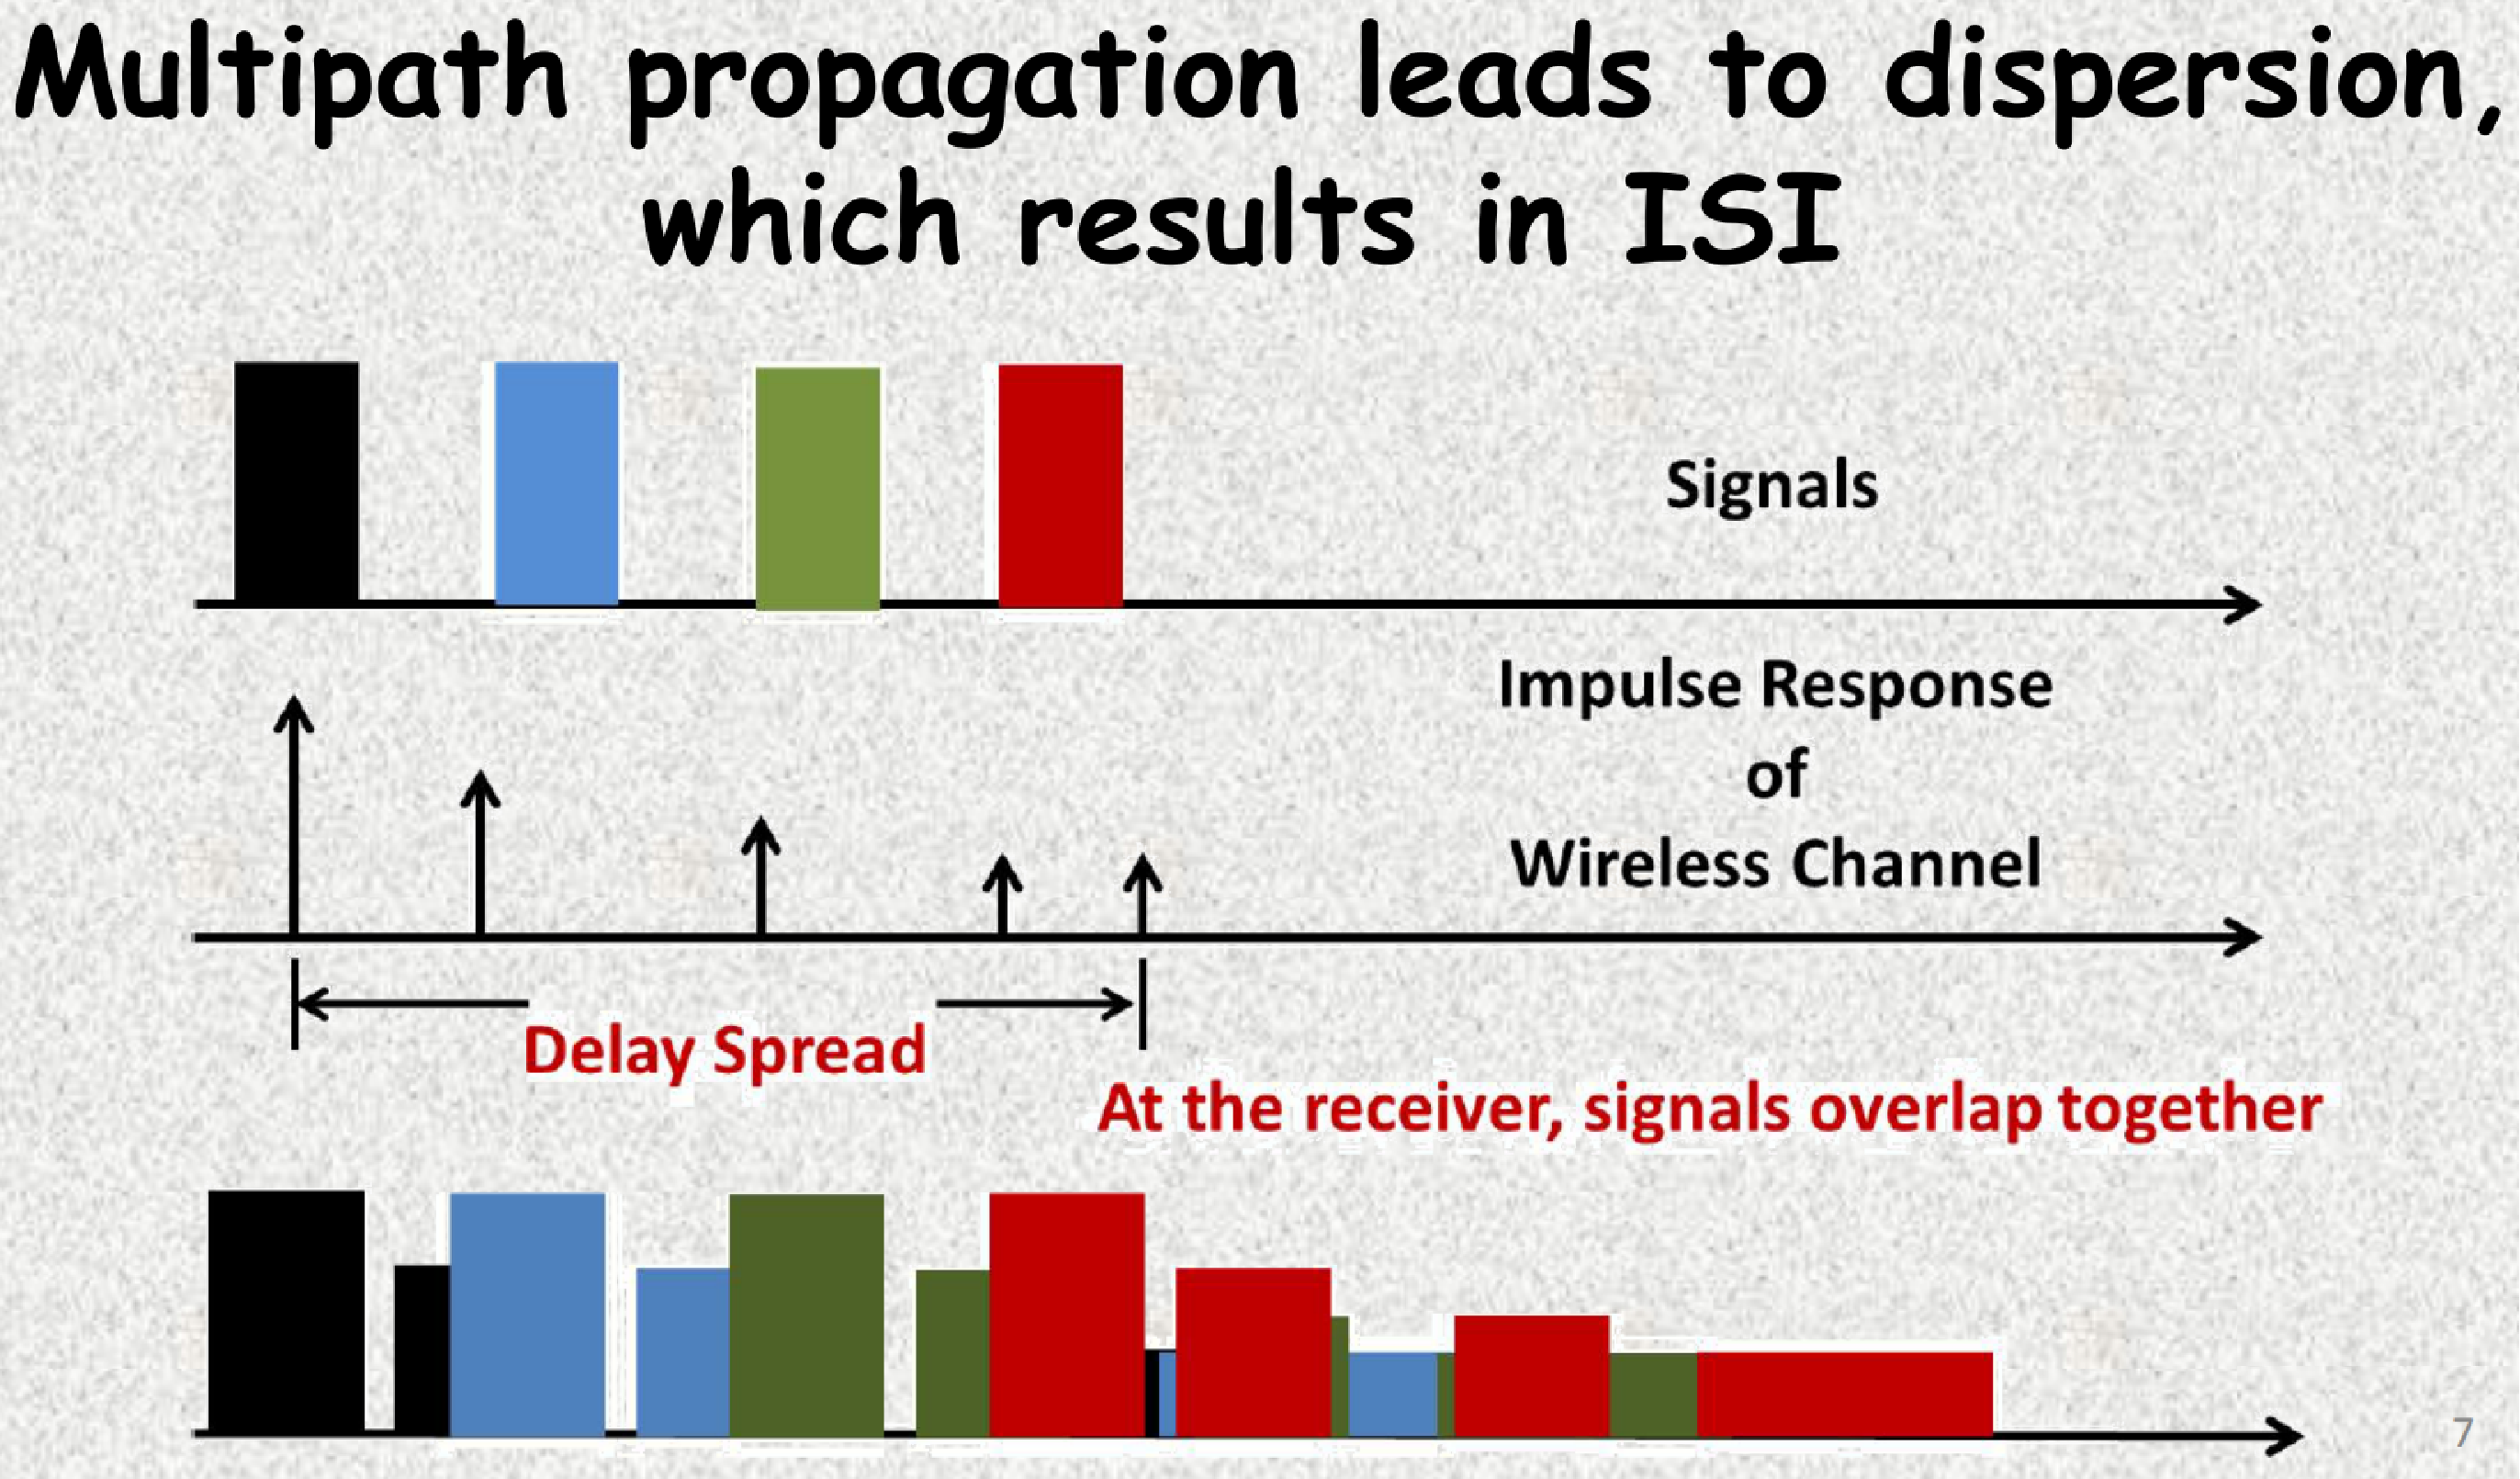 Multipath propagation leads to dispersion,
which results in ISI
Signals
Impulse Response
of
Wireless Channel
Delay Spread
At the receiver, signals overlap together
7